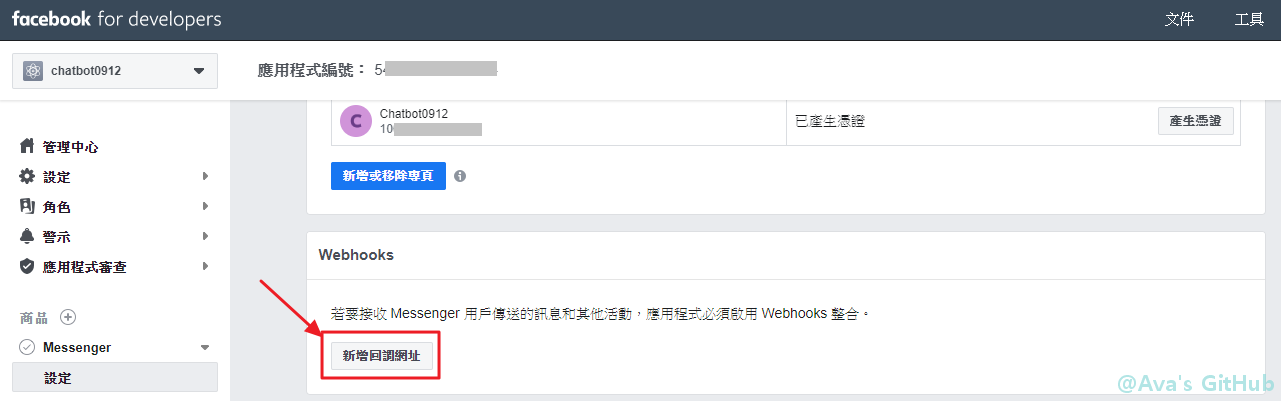 facebook for developers
文件
工具
chatbot0912
應用程式編號： 54
Chatbot0912
10
已產生憑證
產生憑證
管理中心
設定
新增或移除專頁
角色
警示
應用程式審查
Webhooks
商品
若要接收 Messenger 用戶傳送的訊息和其他活動，應用程式必須啟用 Webhooks 整合。
Messenger
新增回調網址
設定
@Ava's GitHub